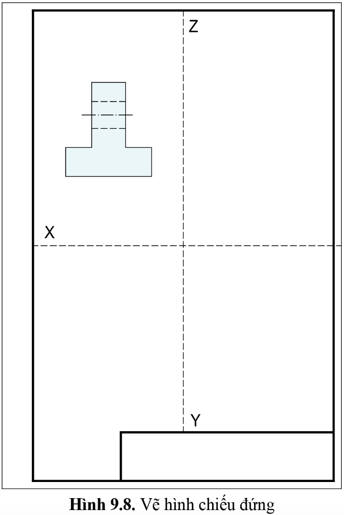 Z
X
Y
Hình 9.8. Vẽ hình chiếu đứng